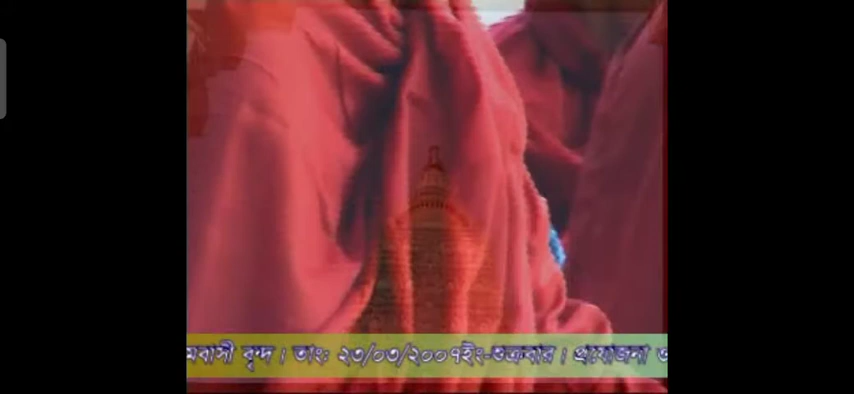 মবাসী বৃন্দ । তাং: ২৩/০৩/২০০৭ইং-শুক্রবার । প্রযোজনা ও